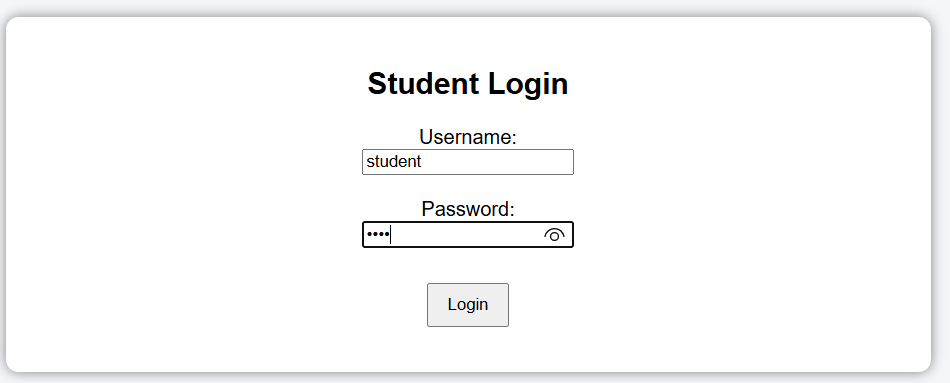 Student Login
Username:
student
Password:
••••
Login